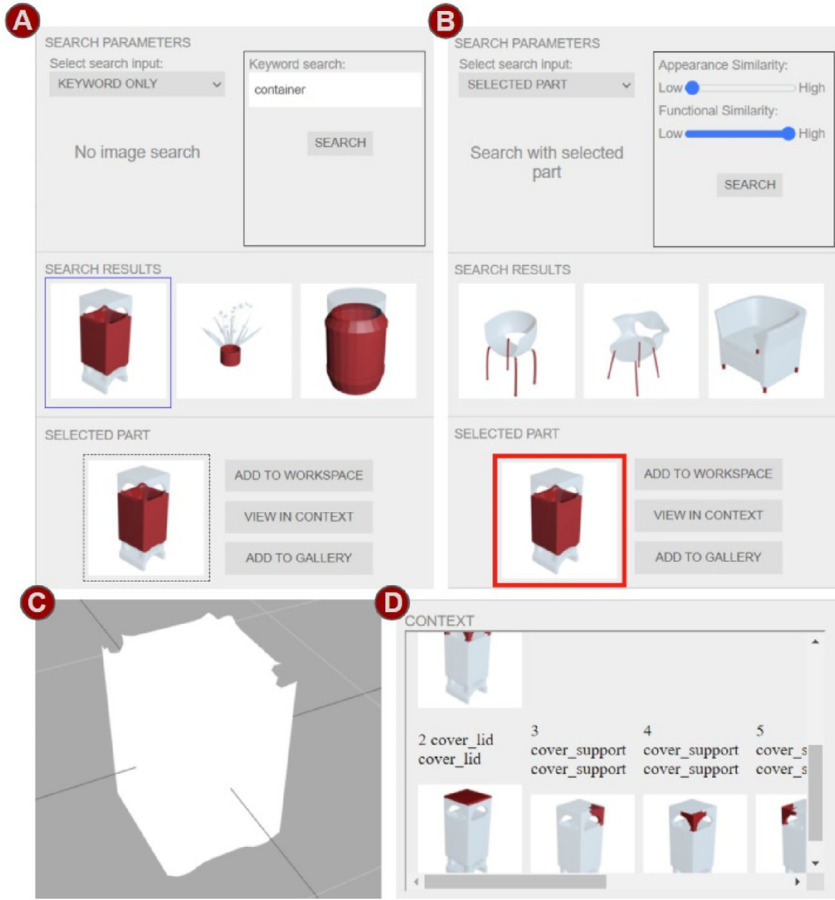 A
SEARCH PARAMETERS
Select search input:
KEYWORD ONLY
No image search
Keyword search:
container
SEARCH
SEARCH RESULTS
SELECTED PART
ADD TO WORKSPACE
VIEW IN CONTEXT
ADD TO GALLERY
B
SEARCH PARAMETERS
Select search input:
SELECTED PART
Search with selected
part
Appearance Similarity:
Low High
Functional Similarity:
Low High
SEARCH
SEARCH RESULTS
SELECTED PART
ADD TO WORKSPACE
VIEW IN CONTEXT
ADD TO GALLERY
C
D
CONTEXT
2 cover_lid
cover_lid
3
cover_support
cover_support
4
cover_support
cover_support
5
cover_s
cover_s